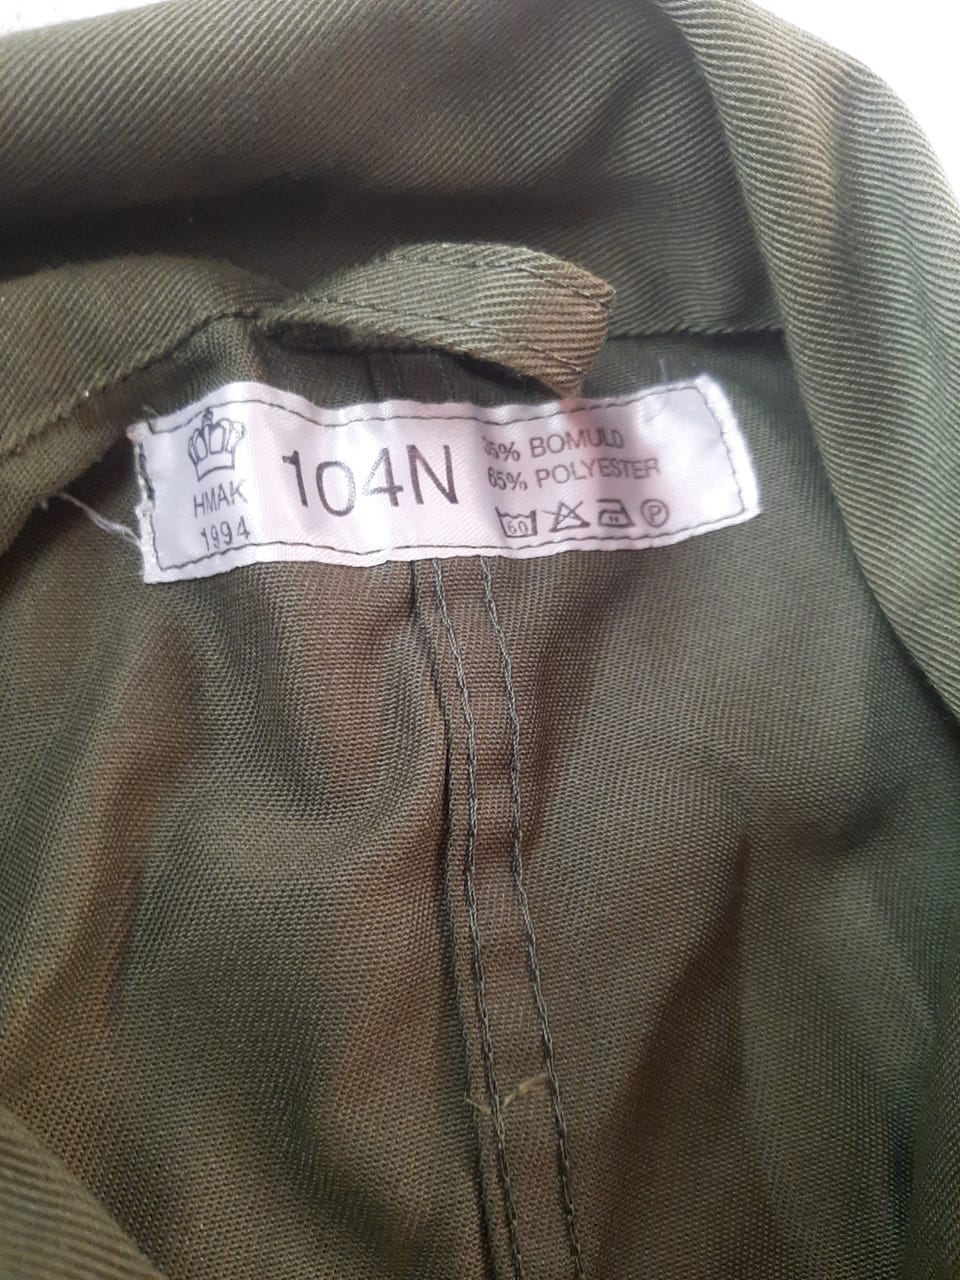 HMAK
1994
104N
35% BOMULD
65% POLYESTER
60
P